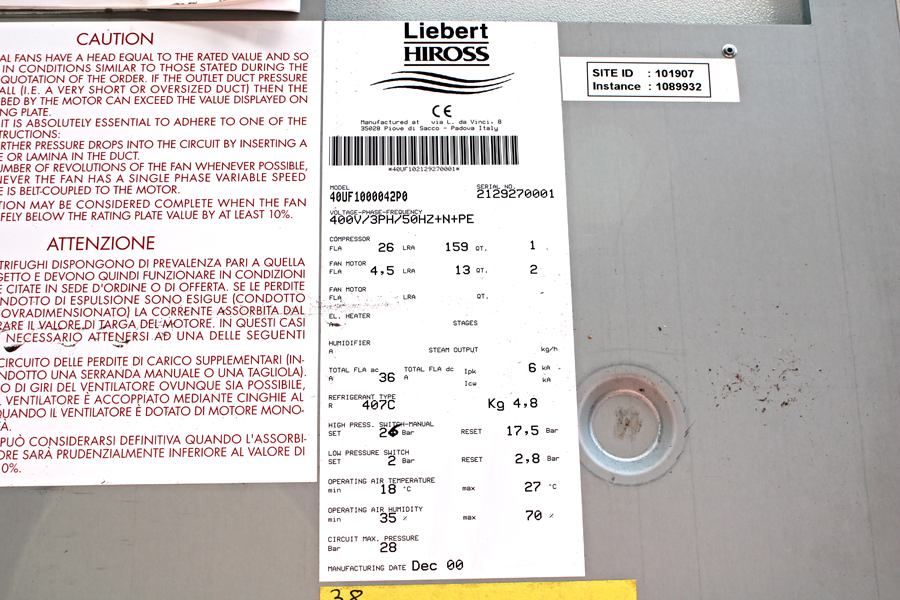 CAUTION
AL FANS HAVE A HEAD EQUAL TO THE RATED VALUE AND SO
IN CONDITIONS SIMILAR TO THOSE STATED DURING THE
QUOTATION OF THE ORDER. IF THE OUTLET DUCT PRESSURE
ALL (I.E. A VERY SHORT OR OVERSIZED DUCT) THEN THE
BED BY THE MOTOR CAN EXCEED THE VALUE DISPLAYED ON
NG PLATE.
IT IS ABSOLUTELY ESSENTIAL TO ADHERE TO ONE OF THE
TRUCTIONS:
RTHER PRESSURE DROPS INTO THE CIRCUIT BY INSERTING A
E OR LAMINA IN THE DUCT.
UMBER OF REVOLUTIONS OF THE FAN WHENEVER POSSIBLE,
NEVER THE FAN HAS A SINGLE PHASE VARIABLE SPEED
E IS BELT-COUPLED TO THE MOTOR.
TION MAY BE CONSIDERED COMPLETE WHEN THE FAN
FELY BELOW THE RATING PLATE VALUE BY AT LEAST 10%.
ATTENZIONE
TRIFUGHI DISPONGONO DI PREVALENZA PARI A QUELLA
GETTO E DEVONO QUINDI FUNZIONARE IN CONDIZIONI
E CITATE IN SEDE D'ORDINE O DI OFFERTA. SE LE PERDITE
NDOTTO DI ESPULSIONE SONO ESIGUE (CONDOTTO
OVRADIMENSIONATO) LA CORRENTE ASSORBITA DAL
RARE IL VALORE DI TARGA DEL MOTORE. IN QUESTI CASI
NECESSARIO ATTENERSI AD UNA DELLE SEGUENTI
CIRCUITO DELLE PERDITE DI CARICO SUPPLEMENTARI (IN-
NDOTTO UNA SERRANDA MANUALE O UNA TAGLIOLA).
O DI GIRI DEL VENTILATORE OVUNQUE SIA POSSIBILE,
L VENTILATORE È ACCOPPIATO MEDIANTE CINGHIE AL
QUANDO IL VENTILATORE È DOTATO DI MOTORE MONO-
A.
PUÒ CONSIDERARSI DEFINITIVA QUANDO L'ASSORBI-
ORE SARÀ PRUDENZIALMENTE INFERIORE AL VALORE DI
0%.
Liebert
HIROSS
CE
Manufactured at via L. da Vinci, 8
35028 Piove di Sacco - Padova Italy
*40UF102129270001*
MODEL SERIAL NO.
40UF1000042P0 2129270001
VOLTAGE-PHASE-FREQUENCY
400V/3PH/50HZ+N+PE
COMPRESSOR
FLA 26 LRA 159 QT. 1
FAN MOTOR
FLA 4,5 LRA 13 QT. 2
FAN MOTOR
FLA LRA QT.
EL. HEATER
A STAGES
HUMIDIFIER
A STEAM OUTPUT kg/h
TOTAL FLA ac TOTAL FLA dc Ipk 6 kA
A 36 A Icw kA
REFRIGERANT TYPE
R 407C Kg 4,8
HIGH PRESS. SWITCH-MANUAL
SET 26 Bar RESET 17,5 Bar
LOW PRESSURE SWITCH
SET 2 Bar RESET 2,8 Bar
OPERATING AIR TEMPERATURE
min 18 °C max 27 °C
OPERATING AIR HUMIDITY
min 35 % max 70 %
CIRCUIT MAX. PRESSURE
Bar 28
MANUFACTURING DATE Dec 00
SITE ID : 101907
Instance : 1089932
38